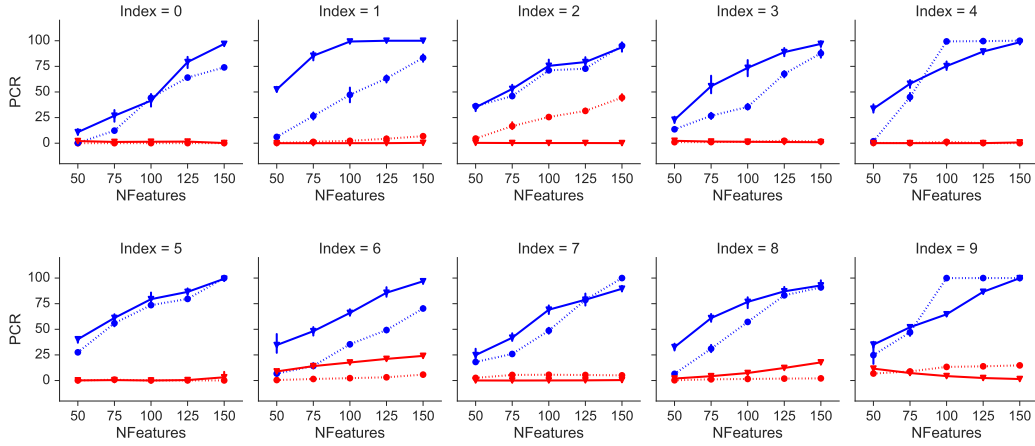 Index = 0 Index = 1 Index = 2 Index = 3 Index = 4
100
75
50
25
0
PCR
50 75 100 125 150 50 75 100 125 150 50 75 100 125 150 50 75 100 125 150 50 75 100 125 150
NFeatures NFeatures NFeatures NFeatures NFeatures
Index = 5 Index = 6 Index = 7 Index = 8 Index = 9
100
75
50
25
0
PCR
50 75 100 125 150 50 75 100 125 150 50 75 100 125 150 50 75 100 125 150 50 75 100 125 150
NFeatures NFeatures NFeatures NFeatures NFeatures